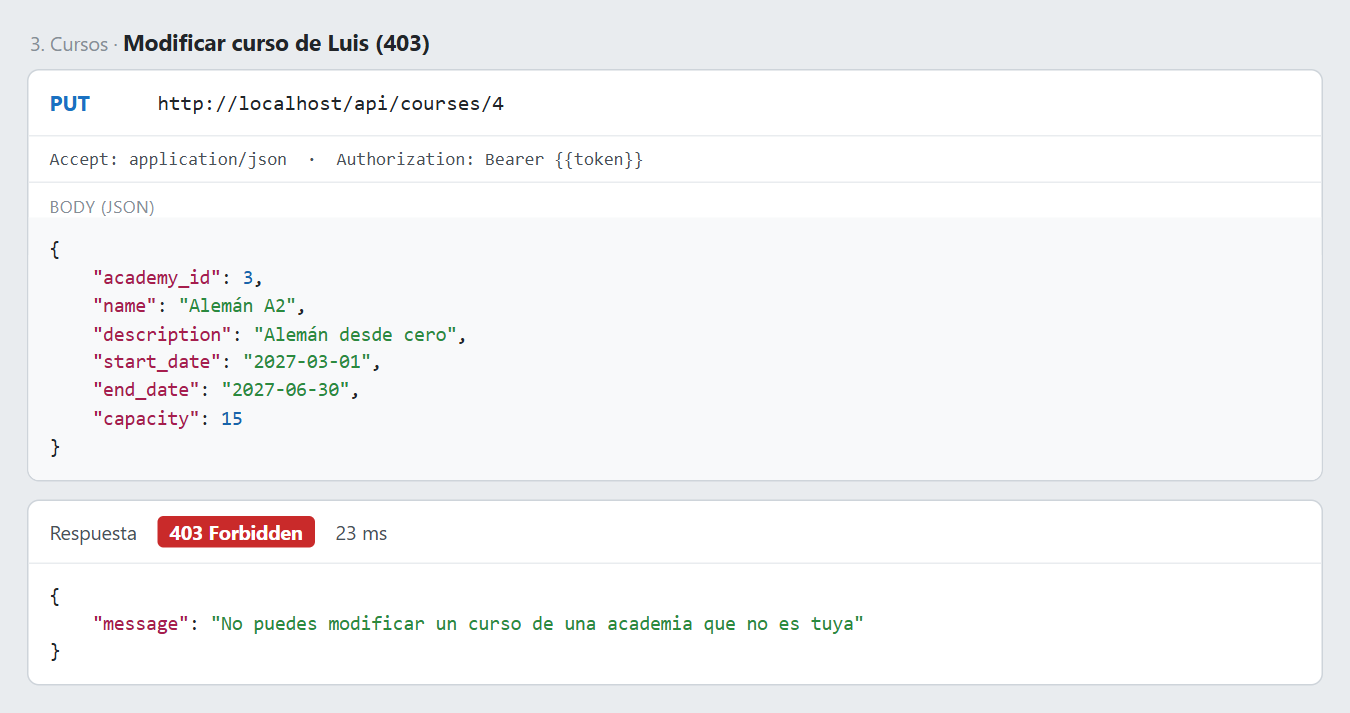 3. Cursos · Modificar curso de Luis (403)
PUT http://localhost/api/courses/4
Accept: application/json · Authorization: Bearer {{token}}
BODY (JSON)
{
    "academy_id": 3,
    "name": "Alemán A2",
    "description": "Alemán desde cero",
    "start_date": "2027-03-01",
    "end_date": "2027-06-30",
    "capacity": 15
}
Respuesta 403 Forbidden 23 ms
{
    "message": "No puedes modificar un curso de una academia que no es tuya"
}